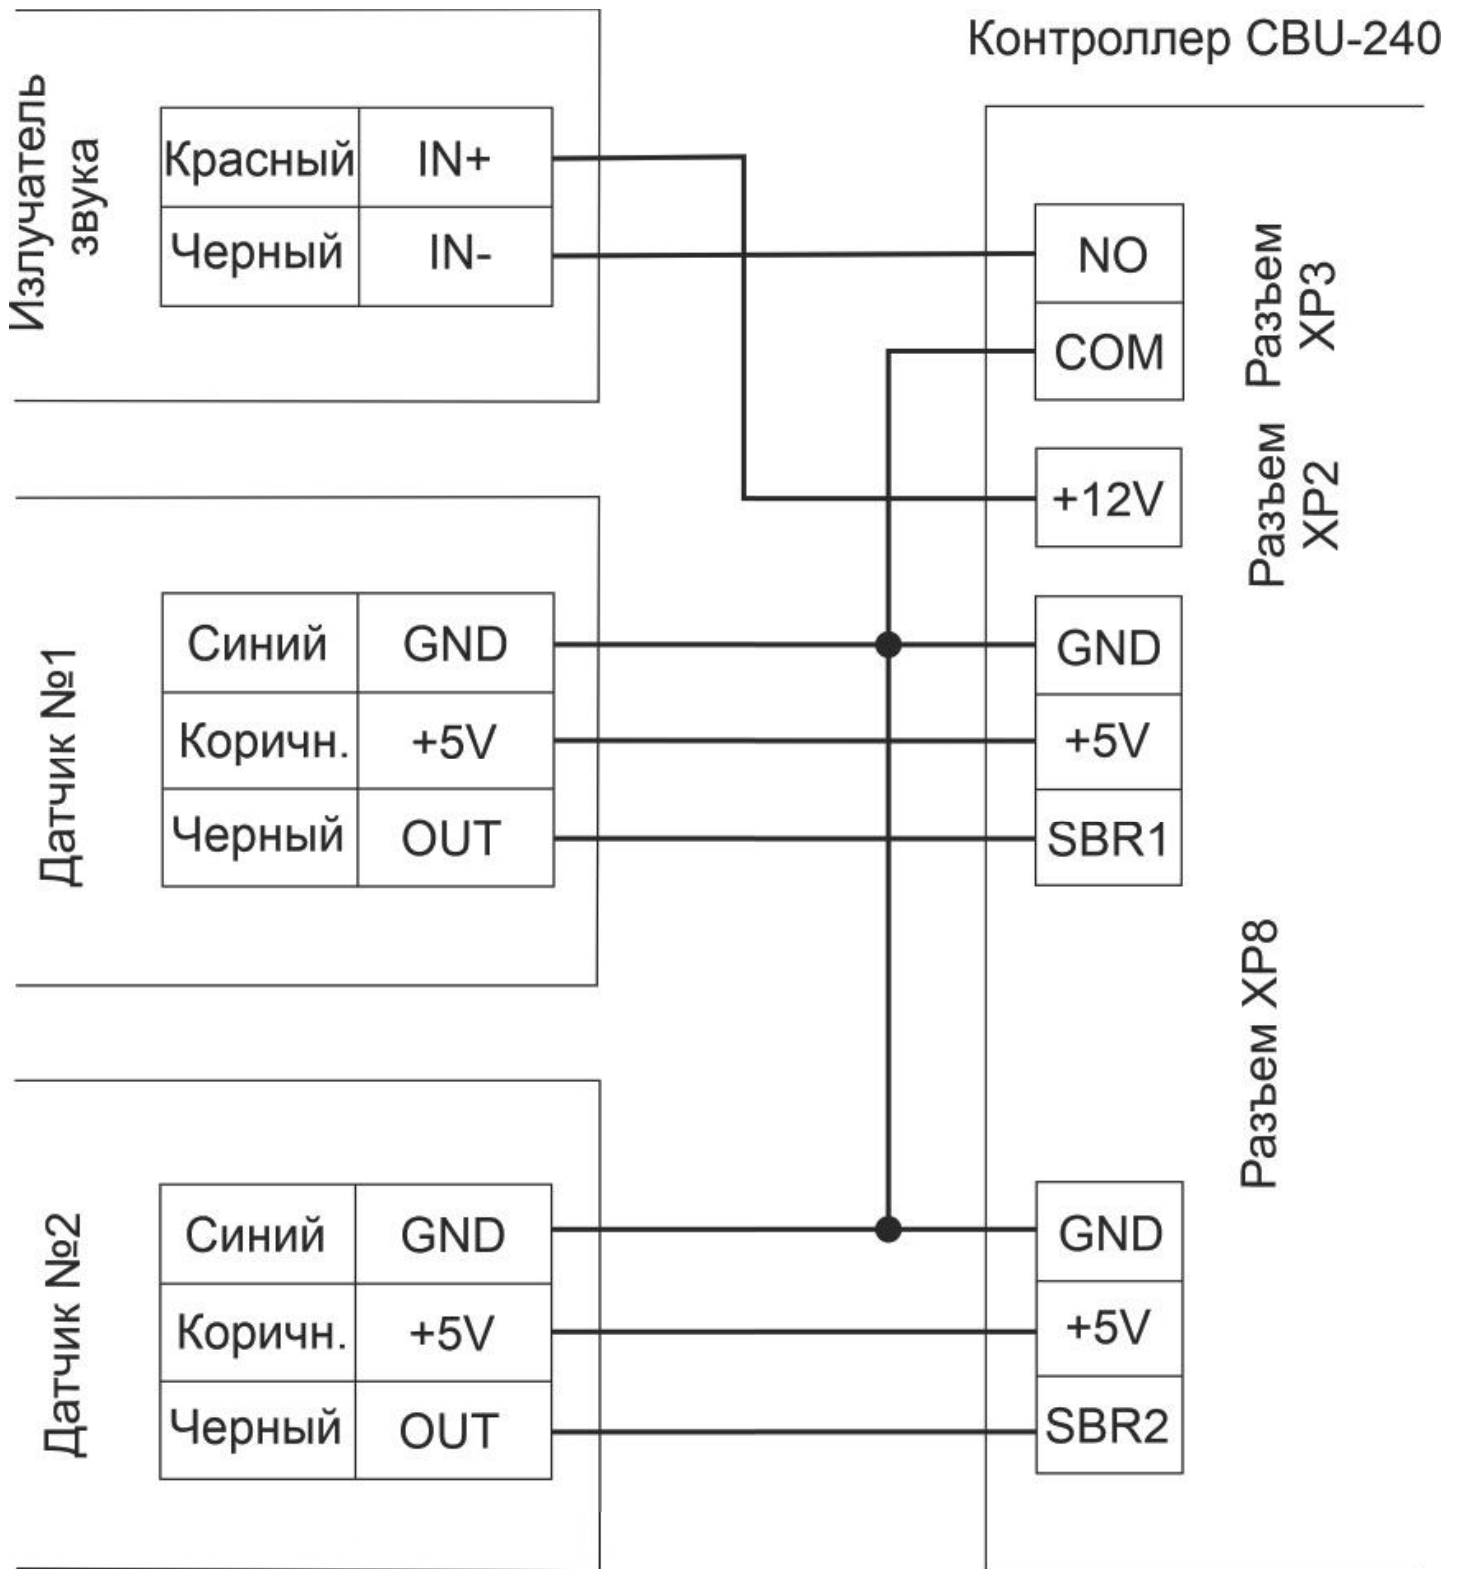 Контроллер CBU-240
Излучатель
звука
Красный IN+
Черный IN-
NO
COM
Разъем
XP3
+12V
Разъем
XP2
Датчик №1
Синий GND
Коричн. +5V
Черный OUT
GND
+5V
SBR1
Разъем XP8
Датчик №2
Синий GND
Коричн. +5V
Черный OUT
GND
+5V
SBR2